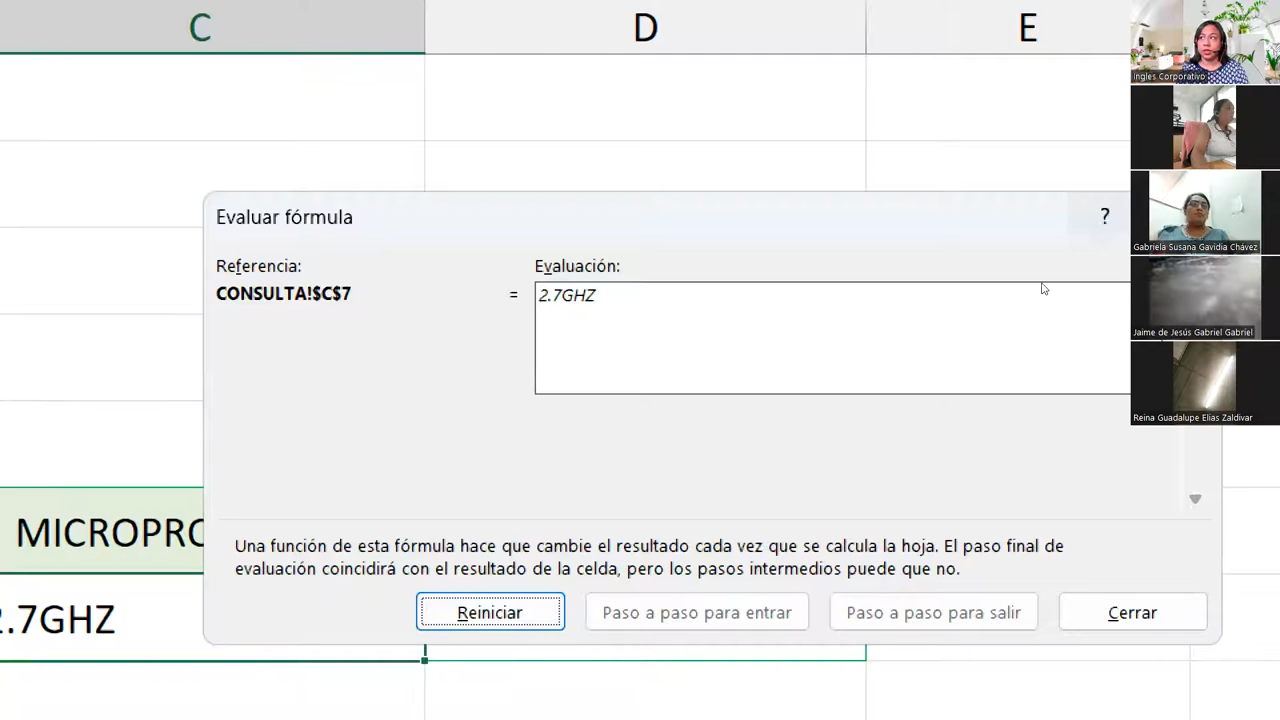 C
D
E
Ingles Corporativo
Evaluar fórmula
?
Gabriela Susana Gavidia Chávez
Referencia:
Evaluación:
CONSULTA!$C$7
=
2.7GHZ
Jaime de Jesús Gabriel Gabriel
Reina Guadalupe Elías Zaldivar
MICROPRO
Una función de esta fórmula hace que cambie el resultado cada vez que se calcula la hoja. El paso final de
evaluación coincidirá con el resultado de la celda, pero los pasos intermedios puede que no.
Reiniciar
Paso a paso para entrar
Paso a paso para salir
Cerrar
2.7GHZ